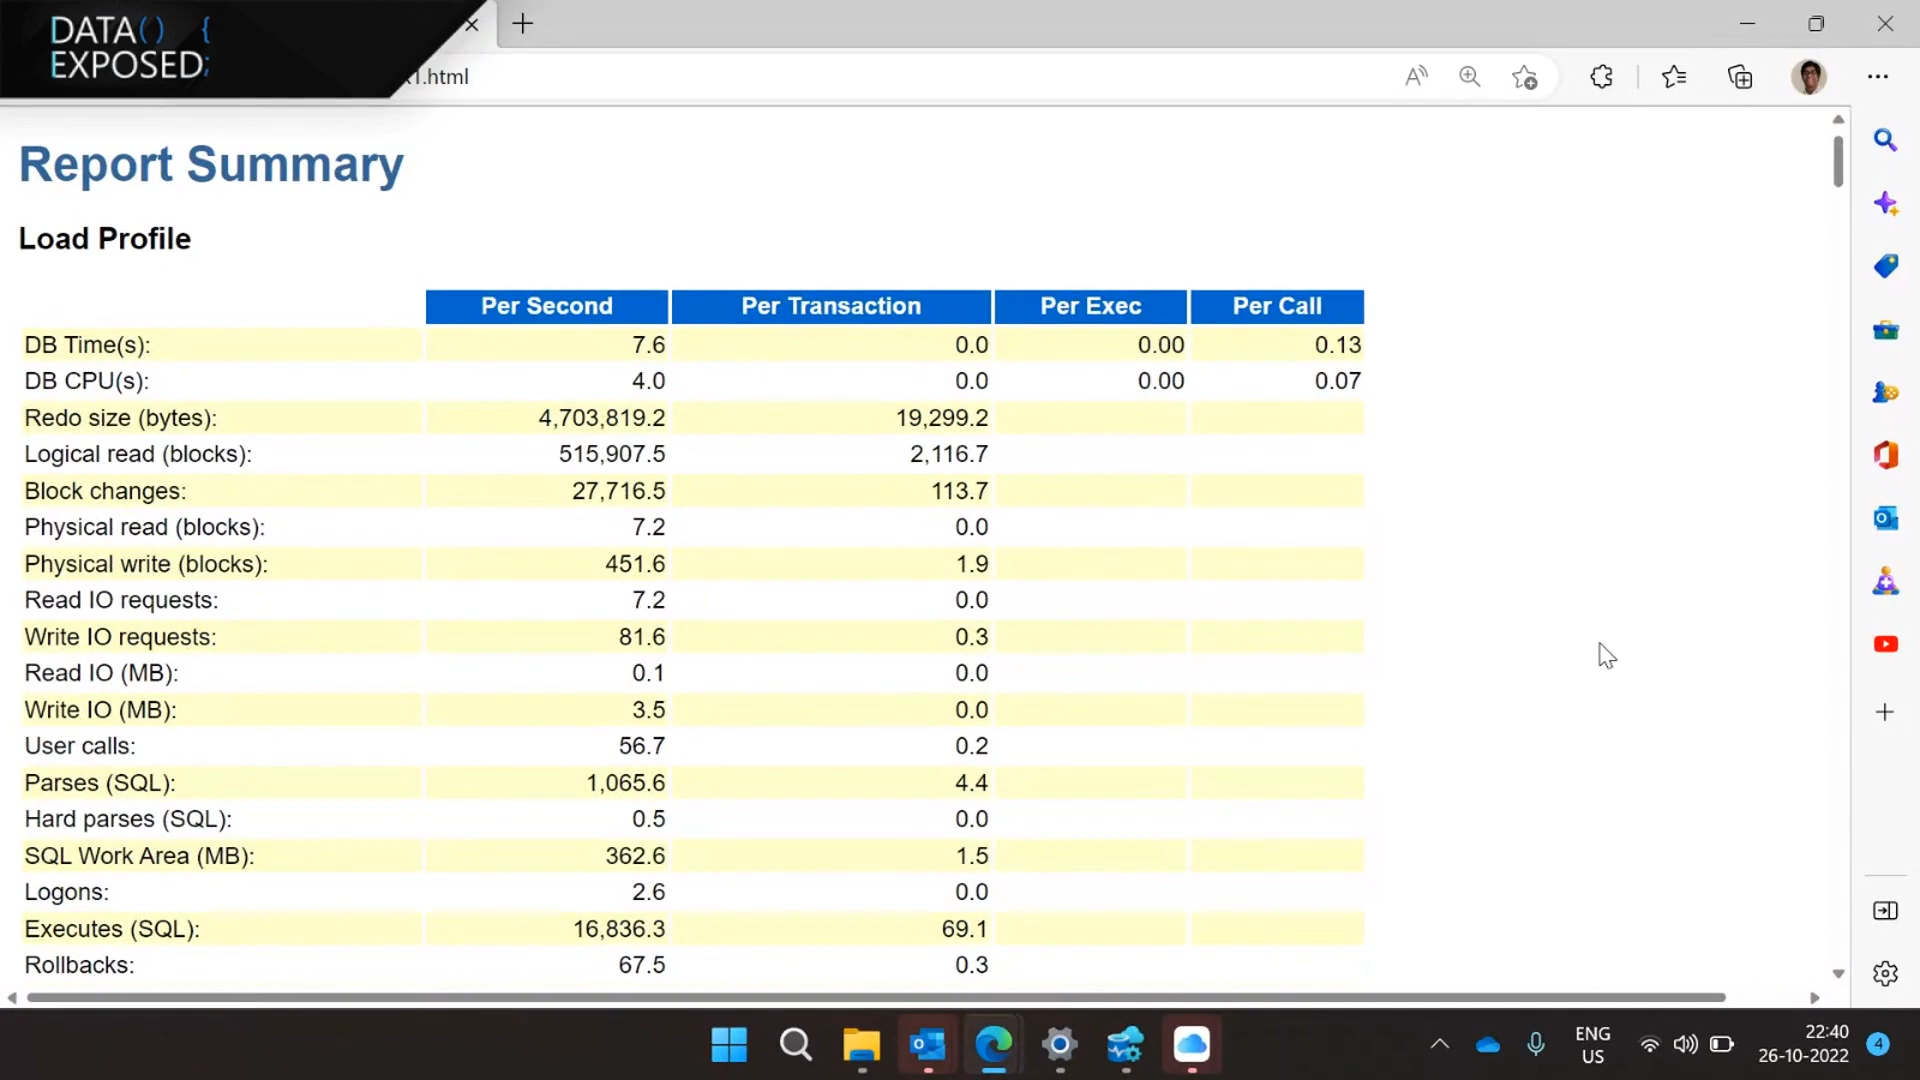 DATA() {
EXPOSED;
1.html
Report Summary
Load Profile
Per Second Per Transaction Per Exec Per Call
DB Time(s): 7.6 0.0 0.00 0.13
DB CPU(s): 4.0 0.0 0.00 0.07
Redo size (bytes): 4,703,819.2 19,299.2
Logical read (blocks): 515,907.5 2,116.7
Block changes: 27,716.5 113.7
Physical read (blocks): 7.2 0.0
Physical write (blocks): 451.6 1.9
Read IO requests: 7.2 0.0
Write IO requests: 81.6 0.3
Read IO (MB): 0.1 0.0
Write IO (MB): 3.5 0.0
User calls: 56.7 0.2
Parses (SQL): 1,065.6 4.4
Hard parses (SQL): 0.5 0.0
SQL Work Area (MB): 362.6 1.5
Logons: 2.6 0.0
Executes (SQL): 16,836.3 69.1
Rollbacks: 67.5 0.3
ENG
US
22:40
26-10-2022
4